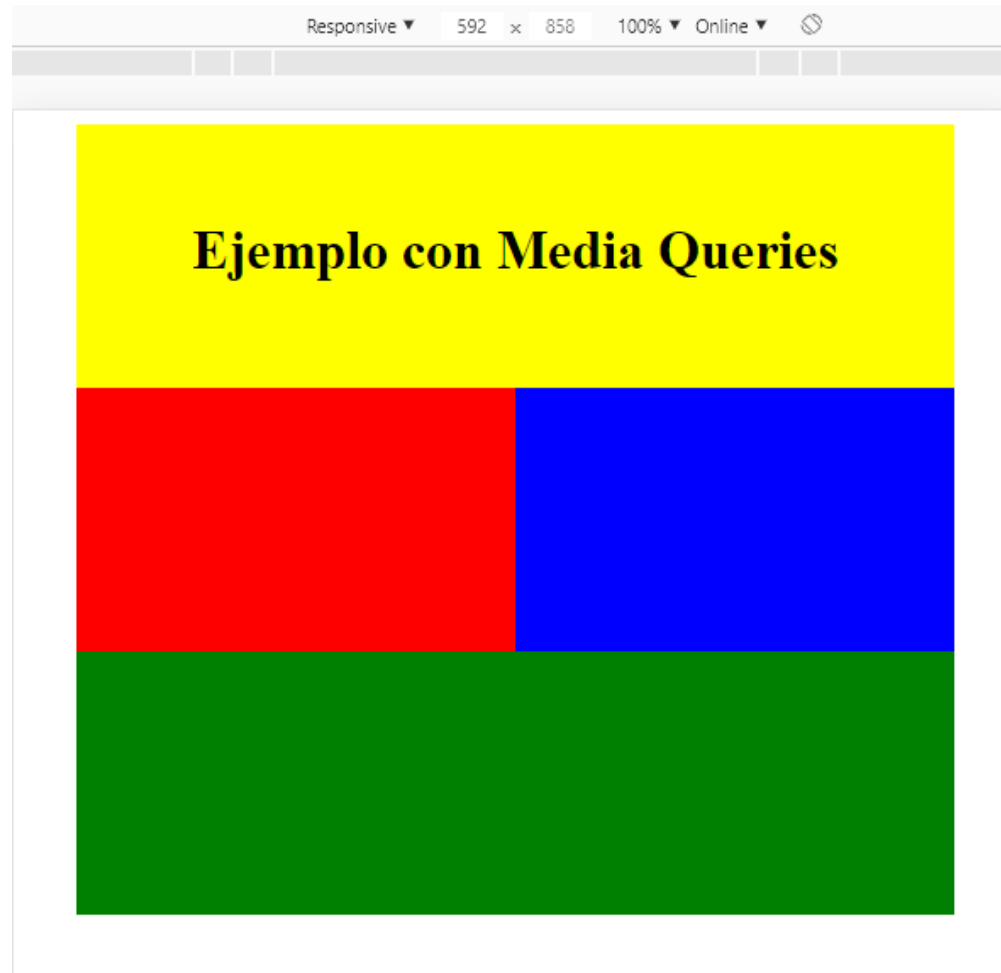 Responsive ▼ 592 x 858 100% ▼ Online ▼
Ejemplo con Media Queries